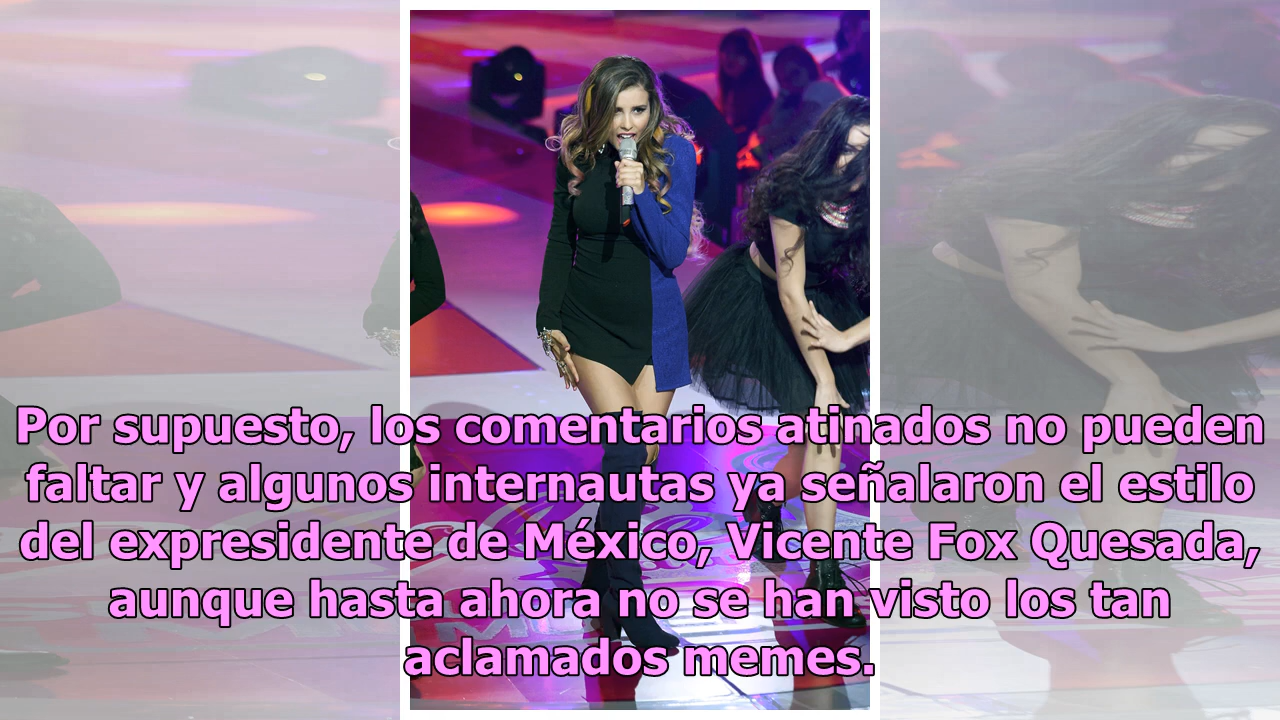 Por supuesto, los comentarios atinados no pueden
faltar y algunos internautas ya señalaron el estilo
del expresidente de México, Vicente Fox Quesada,
aunque hasta ahora no se han visto los tan
aclamados memes.